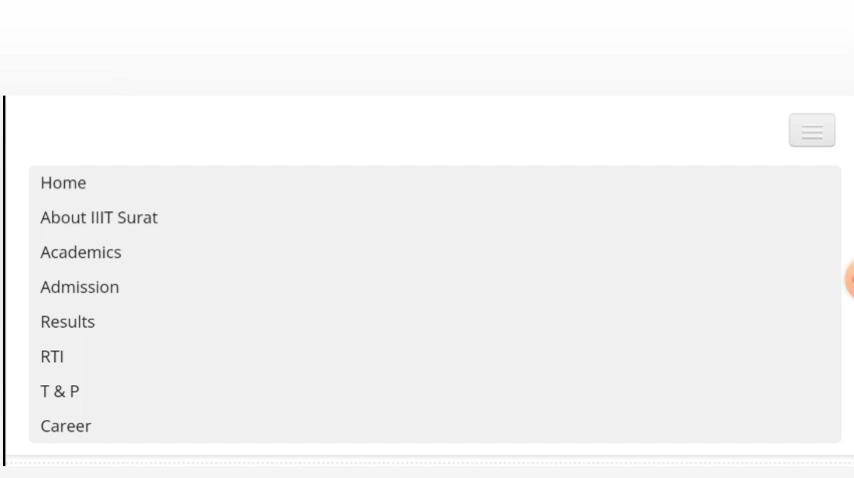 Home
About IIIT Surat
Academics
Admission
Results
RTI
T & P
Career